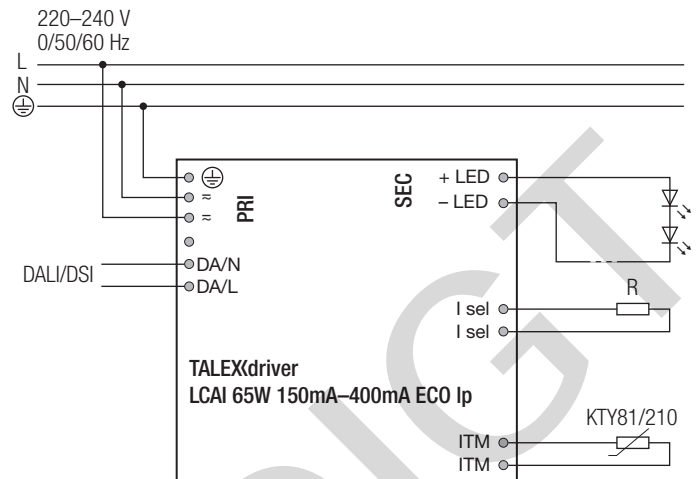 220–240 V
0/50/60 Hz
L
N
PRI
≂
≂
SEC
+ LED
– LED
DALI/DSI
DA/N
DA/L
R
I sel
I sel
TALEXXdriver
LCAI 65W 150mA–400mA ECO lp
KTY81/210
ITM
ITM